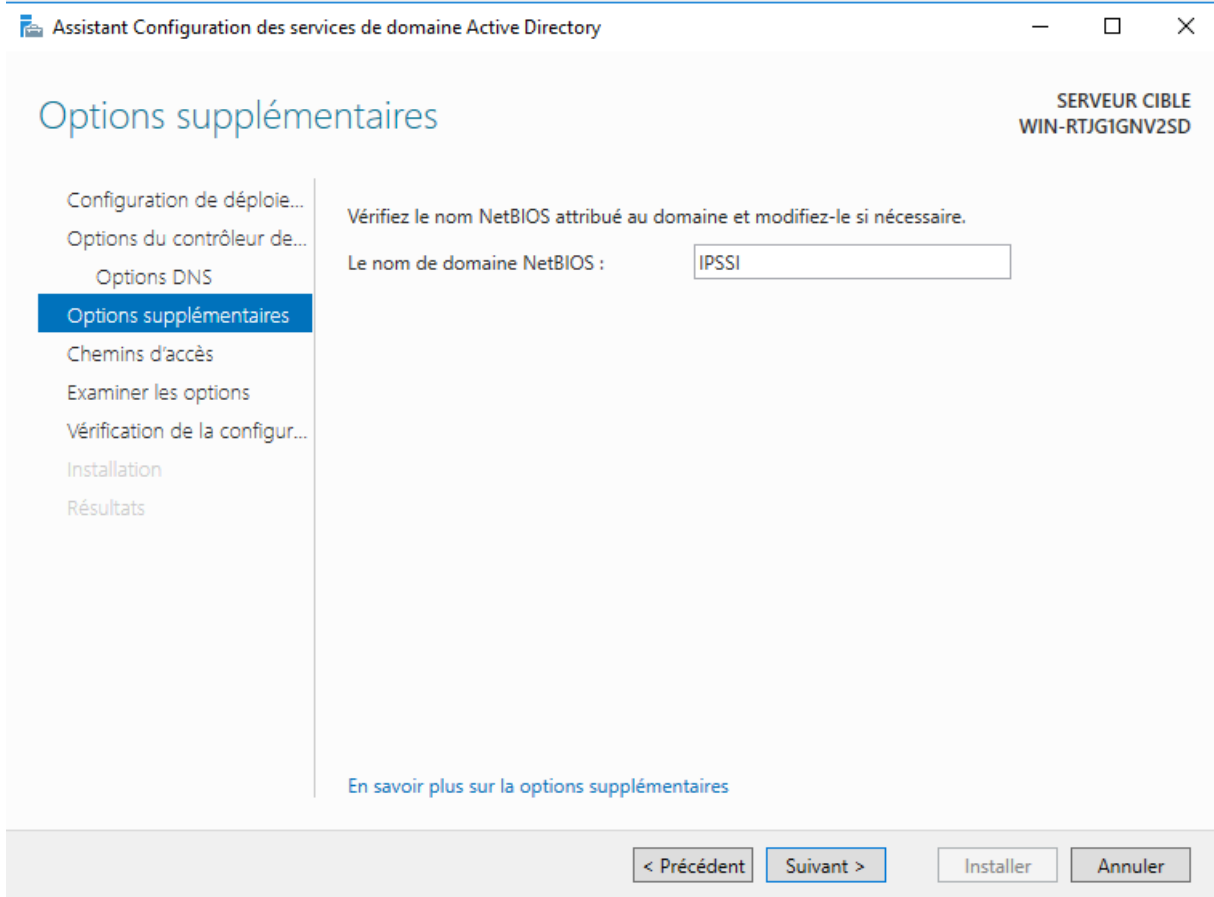 Assistant Configuration des services de domaine Active Directory
Options supplémentaires
SERVEUR CIBLE
WIN-RTJG1GNV2SD
Configuration de déploie...
Options du contrôleur de...
Options DNS
Options supplémentaires
Chemins d'accès
Examiner les options
Vérification de la configur...
Installation
Résultats
Vérifiez le nom NetBIOS attribué au domaine et modifiez-le si nécessaire.
Le nom de domaine NetBIOS : IPSSI
En savoir plus sur la options supplémentaires
< Précédent Suivant > Installer Annuler